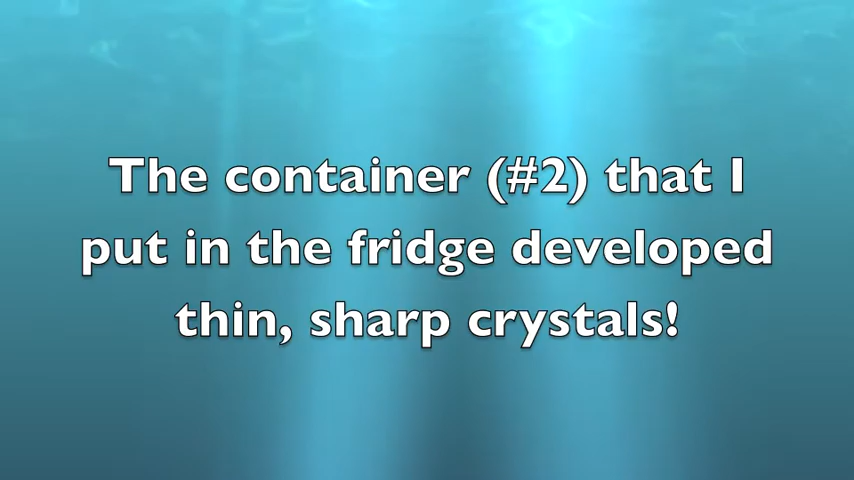 The container (#2) that I
put in the fridge developed
thin, sharp crystals!